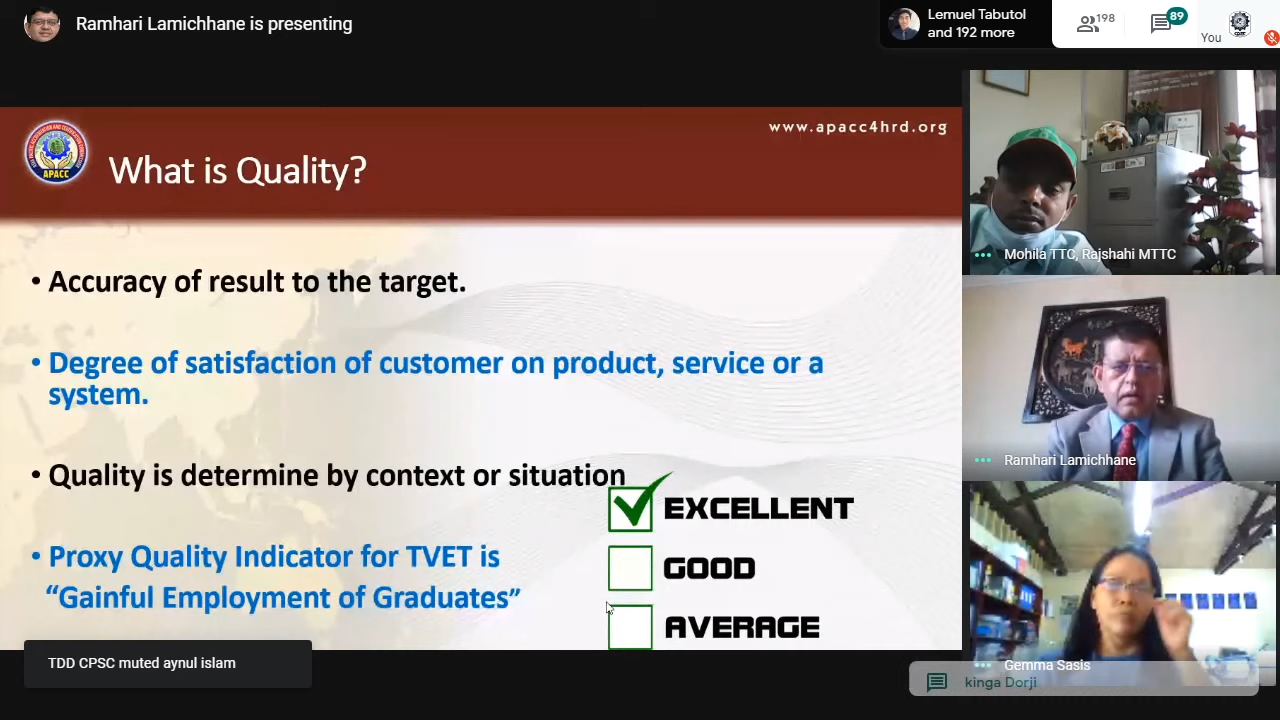 Ramhari Lamichhane is presenting
Lemuel Tabutol
and 192 more
198
89
You
www.apacc4hrd.org
APACC
What is Quality?
• Accuracy of result to the target.
• Degree of satisfaction of customer on product, service or a
system.
• Quality is determine by context or situation
EXCELLENT
GOOD
AVERAGE
• Proxy Quality Indicator for TVET is
“Gainful Employment of Graduates”
TDD CPSC muted aynul islam
Mohila TTC, Rajshahi MTTC
Ramhari Lamichhane
Gemma Sasis
kinga Dorji